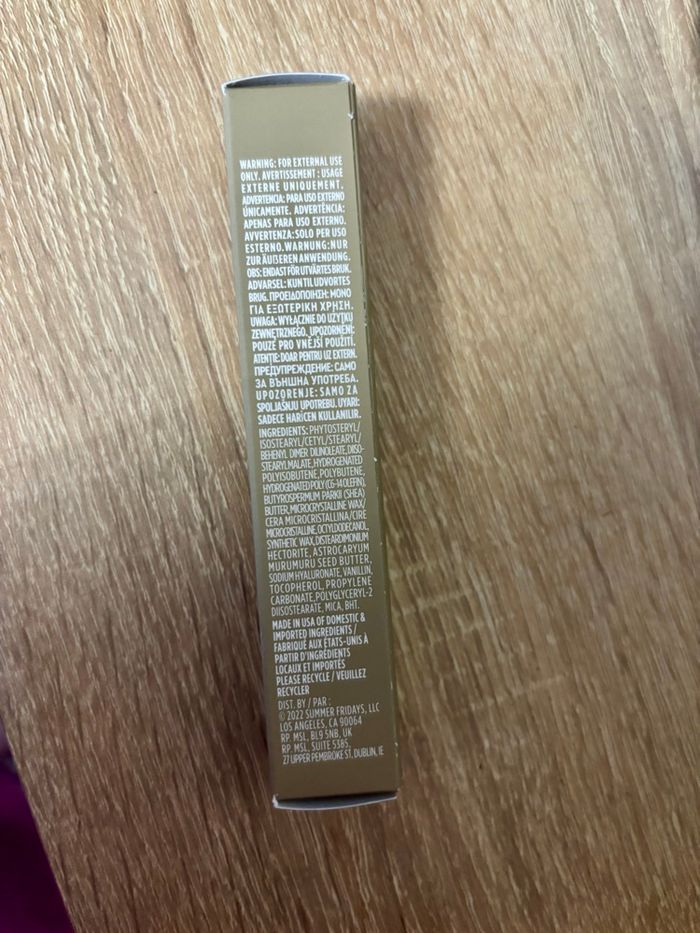 WARNING: FOR EXTERNAL USE
ONLY. AVERTISSEMENT : USAGE
EXTERNE UNIQUEMENT.
ADVERTENCIA: PARA USO EXTERNO
ÚNICAMENTE. ADVERTÊNCIA:
APENAS PARA USO EXTERNO.
AVVERTENZA: SOLO PER USO
ESTERNO. WARNUNG: NUR
ZUR ÄUßEREN ANWENDUNG.
OBS: ENDAST FÖR UTVÄRTES BRUK.
ADVARSEL: KUN TIL UDVORTES
BRUG. ΠΡΟΕΙΔΟΠΟΙΗΣΗ: ΜΟΝΟ
ΓΙΑ ΕΞΩΤΕΡΙΚΗ ΧΡΗΣΗ.
UWAGA: WYŁĄCZNIE DO UŻYTKU
ZEWNĘTRZNEGO. UPOZORNĚNÍ:
POUZE PRO VNĚJŠÍ POUŽITÍ.
ATENȚIE: DOAR PENTRU UZ EXTERN.
ПРЕДУПРЕЖДЕНИЕ: САМО
ЗА ВЪНШНА УПОТРЕБА.
UPOZORENJE: SAMO ZA
SPOLJAŠNJU UPOTREBU. UYARI:
SADECE HARİCEN KULLANILIR.
INGREDIENTS: PHYTOSTERYL/
ISOSTEARYL/CETYL/STEARYL/
BEHENYL DIMER DILINOLEATE, DIISO-
STEARYL MALATE, HYDROGENATED
POLYISOBUTENE, POLYBUTENE,
HYDROGENATED POLY(C6-14 OLEFIN),
BUTYROSPERMUM PARKII (SHEA)
BUTTER, MICROCRYSTALLINE WAX/
CERA MICROCRISTALLINA/CIRE
MICROCRISTALLINE, OCTYLDODECANOL,
SYNTHETIC WAX, DISTEARDIMONIUM
HECTORITE, ASTROCARYUM
MURUMURU SEED BUTTER,
SODIUM HYALURONATE, VANILLIN,
TOCOPHEROL, PROPYLENE
CARBONATE, POLYGLYCERYL-2
DIISOSTEARATE, MICA, BHT.
MADE IN USA OF DOMESTIC &
IMPORTED INGREDIENTS /
FABRIQUÉ AUX ÉTATS-UNIS À
PARTIR D'INGRÉDIENTS
LOCAUX ET IMPORTÉS
PLEASE RECYCLE / VEUILLEZ
RECYCLER
DIST. BY / PAR :
© 2022 SUMMER FRIDAYS, LLC
LOS ANGELES, CA 90064
RP. MSL, BL9 5NB, UK
RP. MSL, SUITE 5385,
27 UPPER PEMBROKE ST, DUBLIN, IE